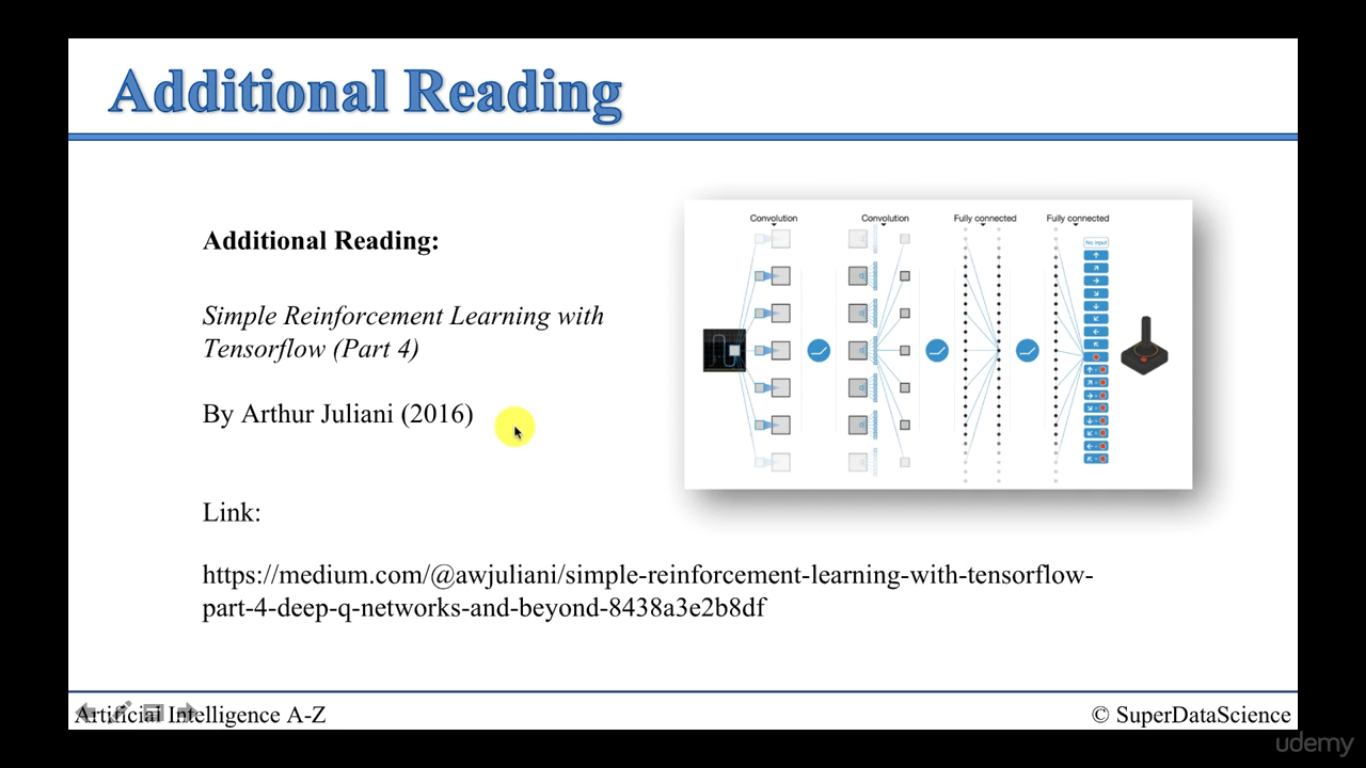 Additional Reading
Additional Reading:
Simple Reinforcement Learning with
Tensorflow (Part 4)
By Arthur Juliani (2016)
Link:
https://medium.com/@awjuliani/simple-reinforcement-learning-with-tensorflow-
part-4-deep-q-networks-and-beyond-8438a3e2b8df
Convolution Convolution Fully connected Fully connected
No input
Artificial Intelligence A-Z
© SuperDataScience
udemy